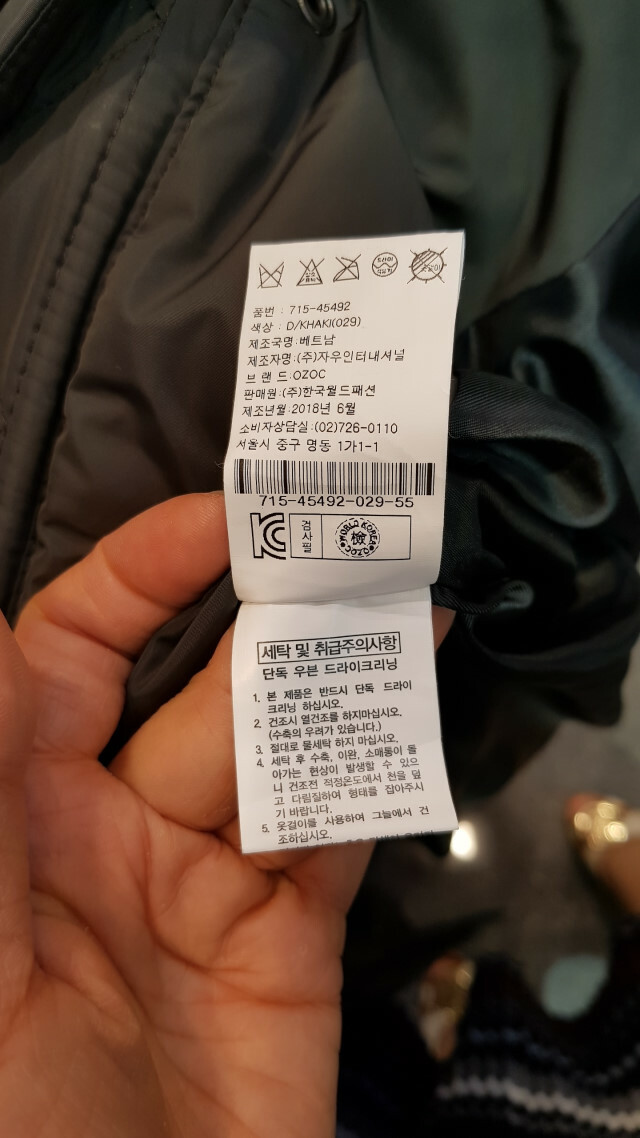 품번 : 715-45492
색상 : D/KHAKI(029)
제조국명:베트남
제조자명:(주)자우인터내셔널
브 랜 드:OZOC
판매원:(주)한국월드패션
제조년월:2018년 6월
소비자상담실:(02)726-0110
서울시 중구 명동 1가1-1
715-45492-029-55
KC
검사필
WORLD KOREA
檢
OZOC
세탁 및 취급주의사항
단독 우븐 드라이크리닝
1. 본 제품은 반드시 단독 드라이
크리닝 하십시오.
2. 건조시 열건조를 하지마십시오.
(수축의 우려가 있습니다.)
3. 절대로 물세탁 하지 마십시오.
4. 세탁 후 수축, 이완, 소매통이 돌
아가는 현상이 발생할 수 있으
니 건조전 적정온도에서 천을 덮
고 다림질하여 형태를 잡아주시
기 바랍니다.
5. 옷걸이를 사용하여 그늘에서 건
조하십시오.